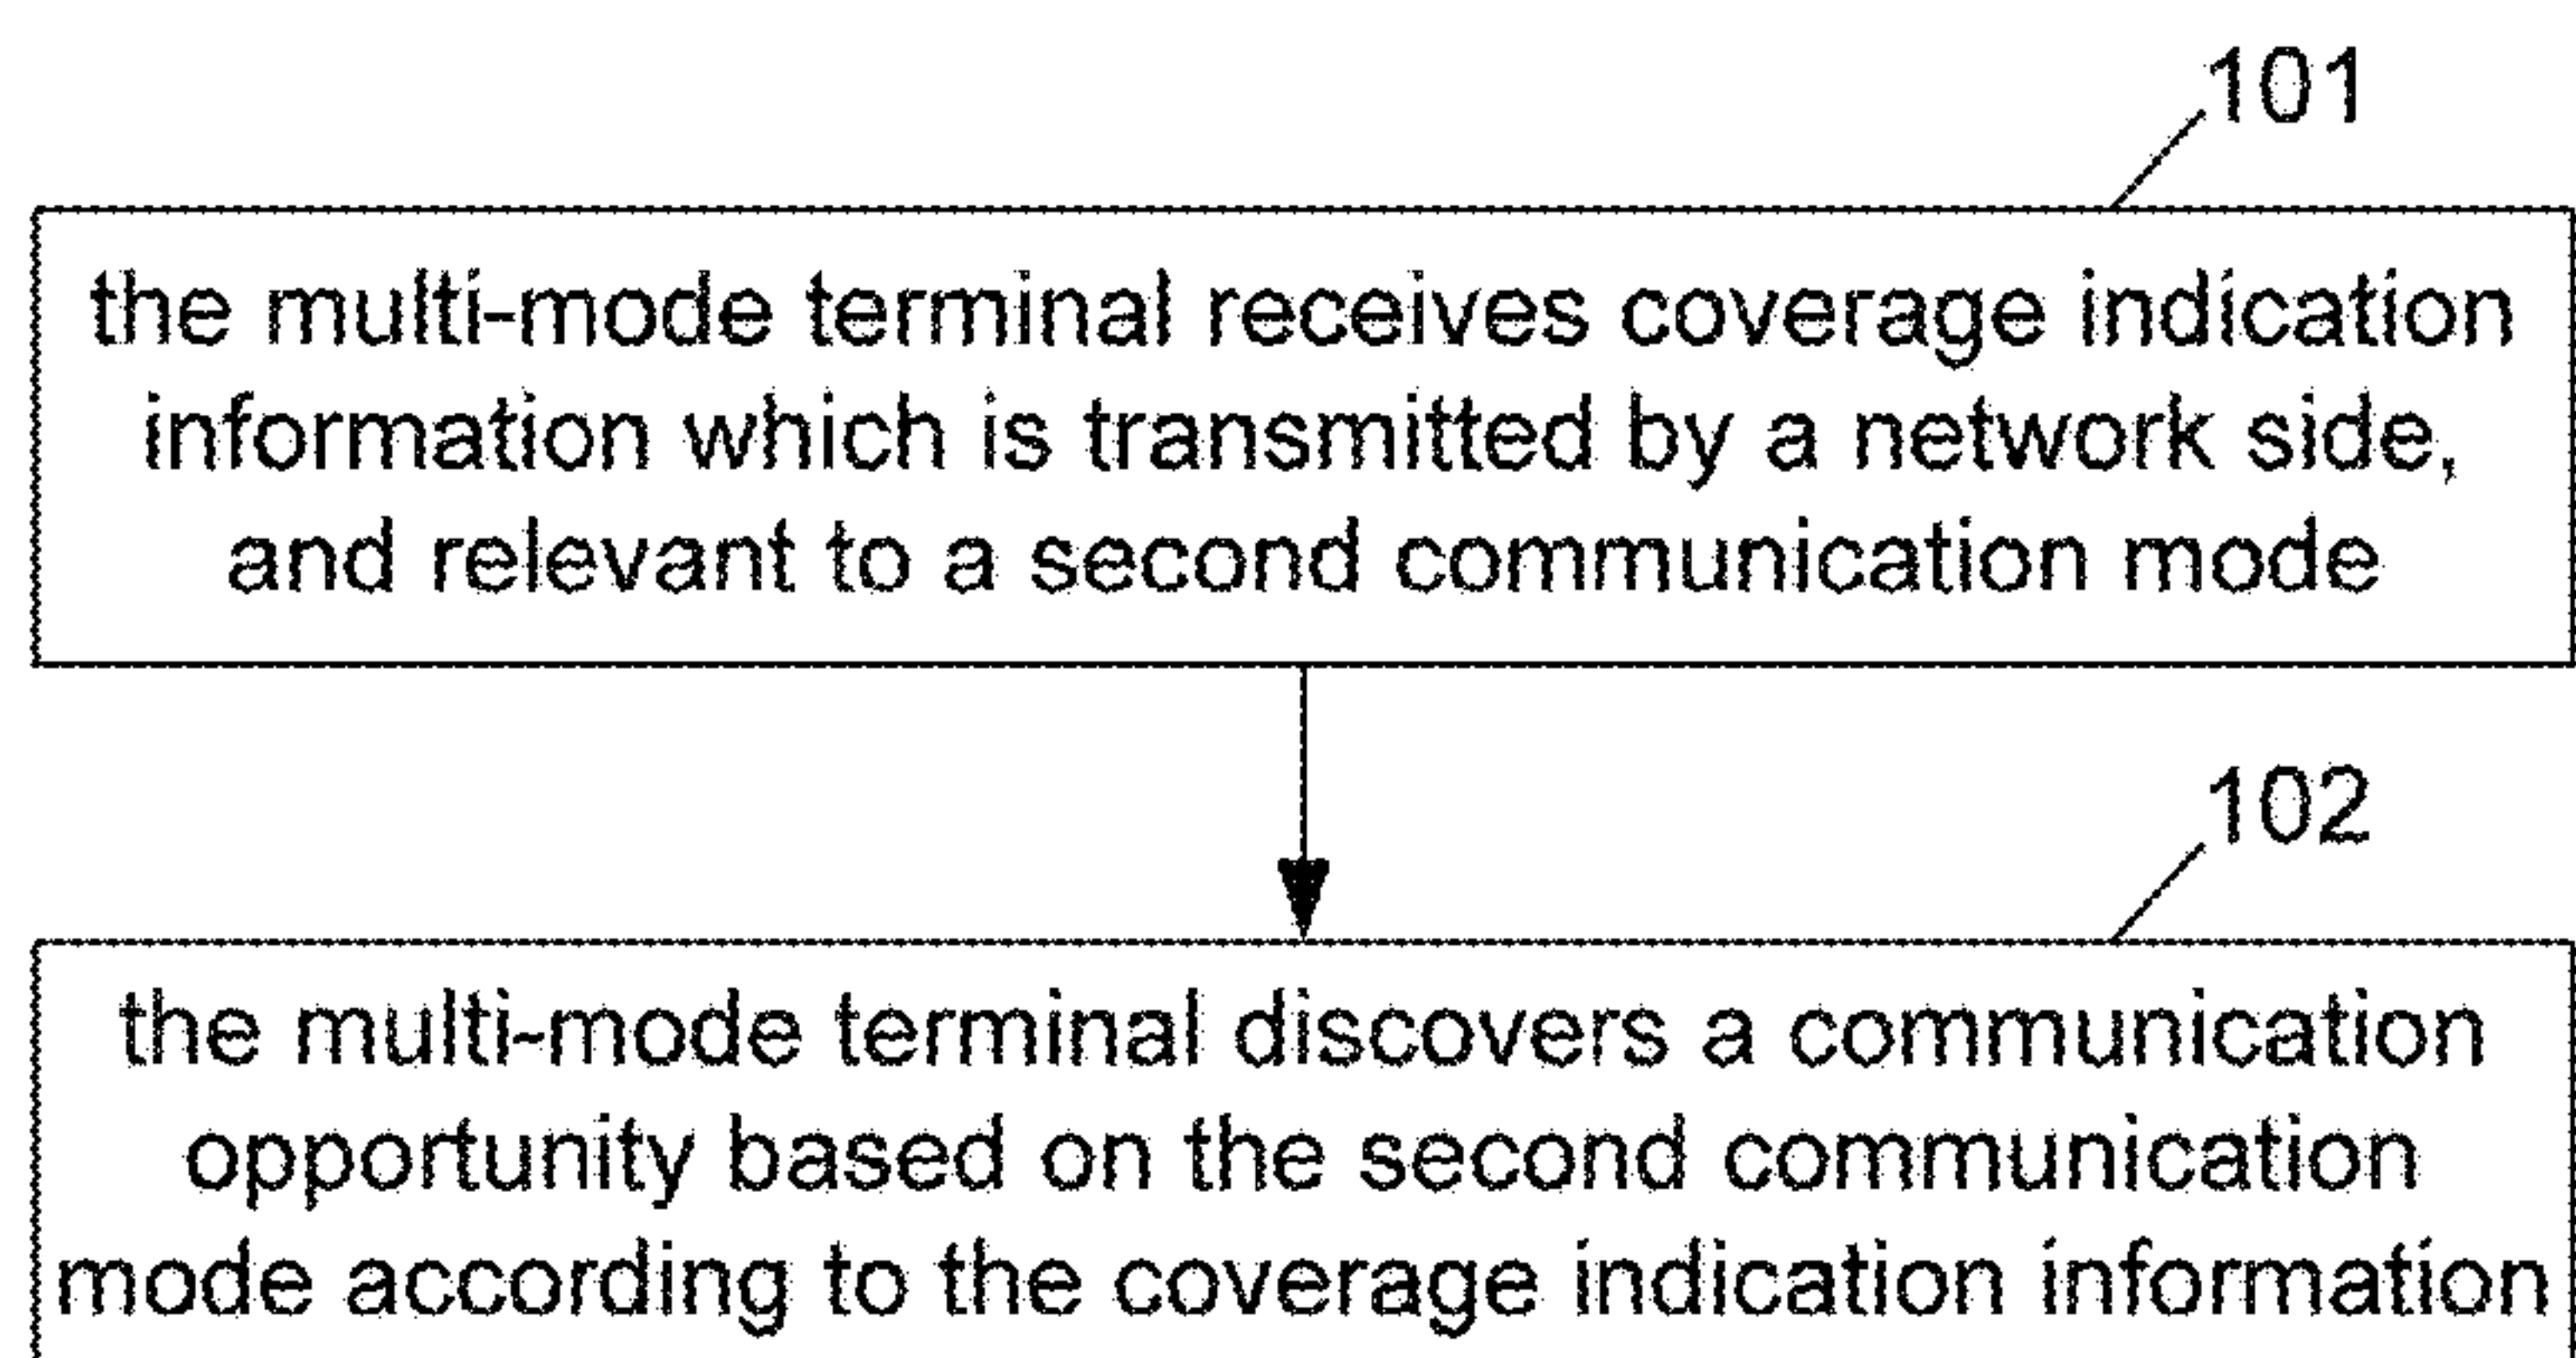 101
the multi-mode terminal receives coverage indication
information which is transmitted by a network side,
and relevant to a second communication mode
102
the multi-mode terminal discovers a communication
opportunity based on the second communication
mode according to the coverage indication information